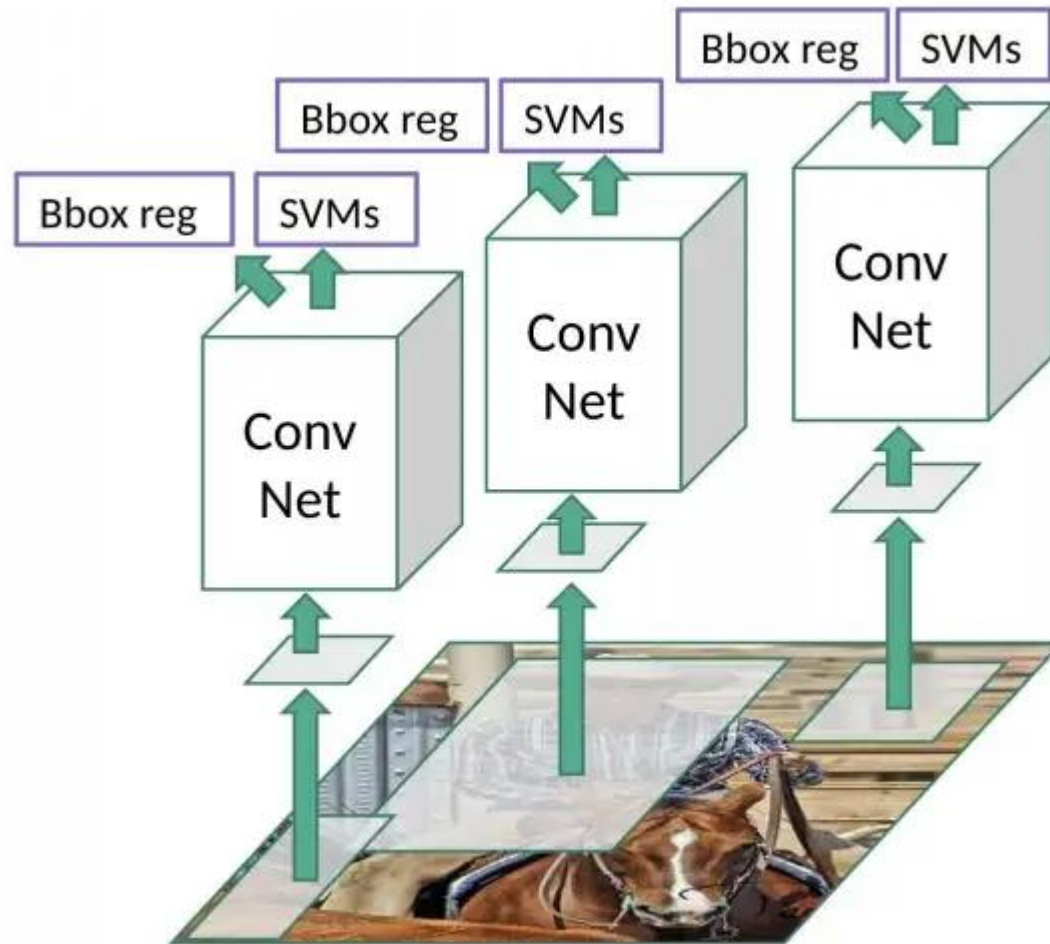 Bbox reg SVMs
Bbox reg SVMs
Bbox reg SVMs
Conv
Net
Conv
Net
Conv
Net